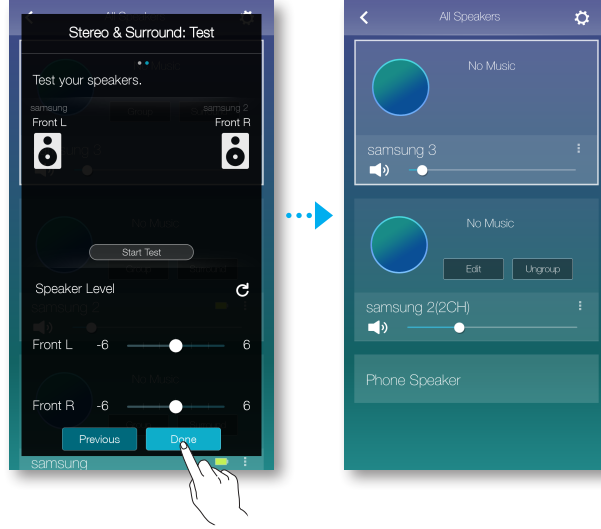 Stereo & Surround: Test
Test your speakers.
samsung
samsung 2
Front L
Front R
Start Test
Speaker Level
Front L -6 6
Front R -6 6
Previous
Done
samsung
All Speakers
No Music
samsung 3
No Music
Edit
Ungroup
samsung 2(2CH)
Phone Speaker